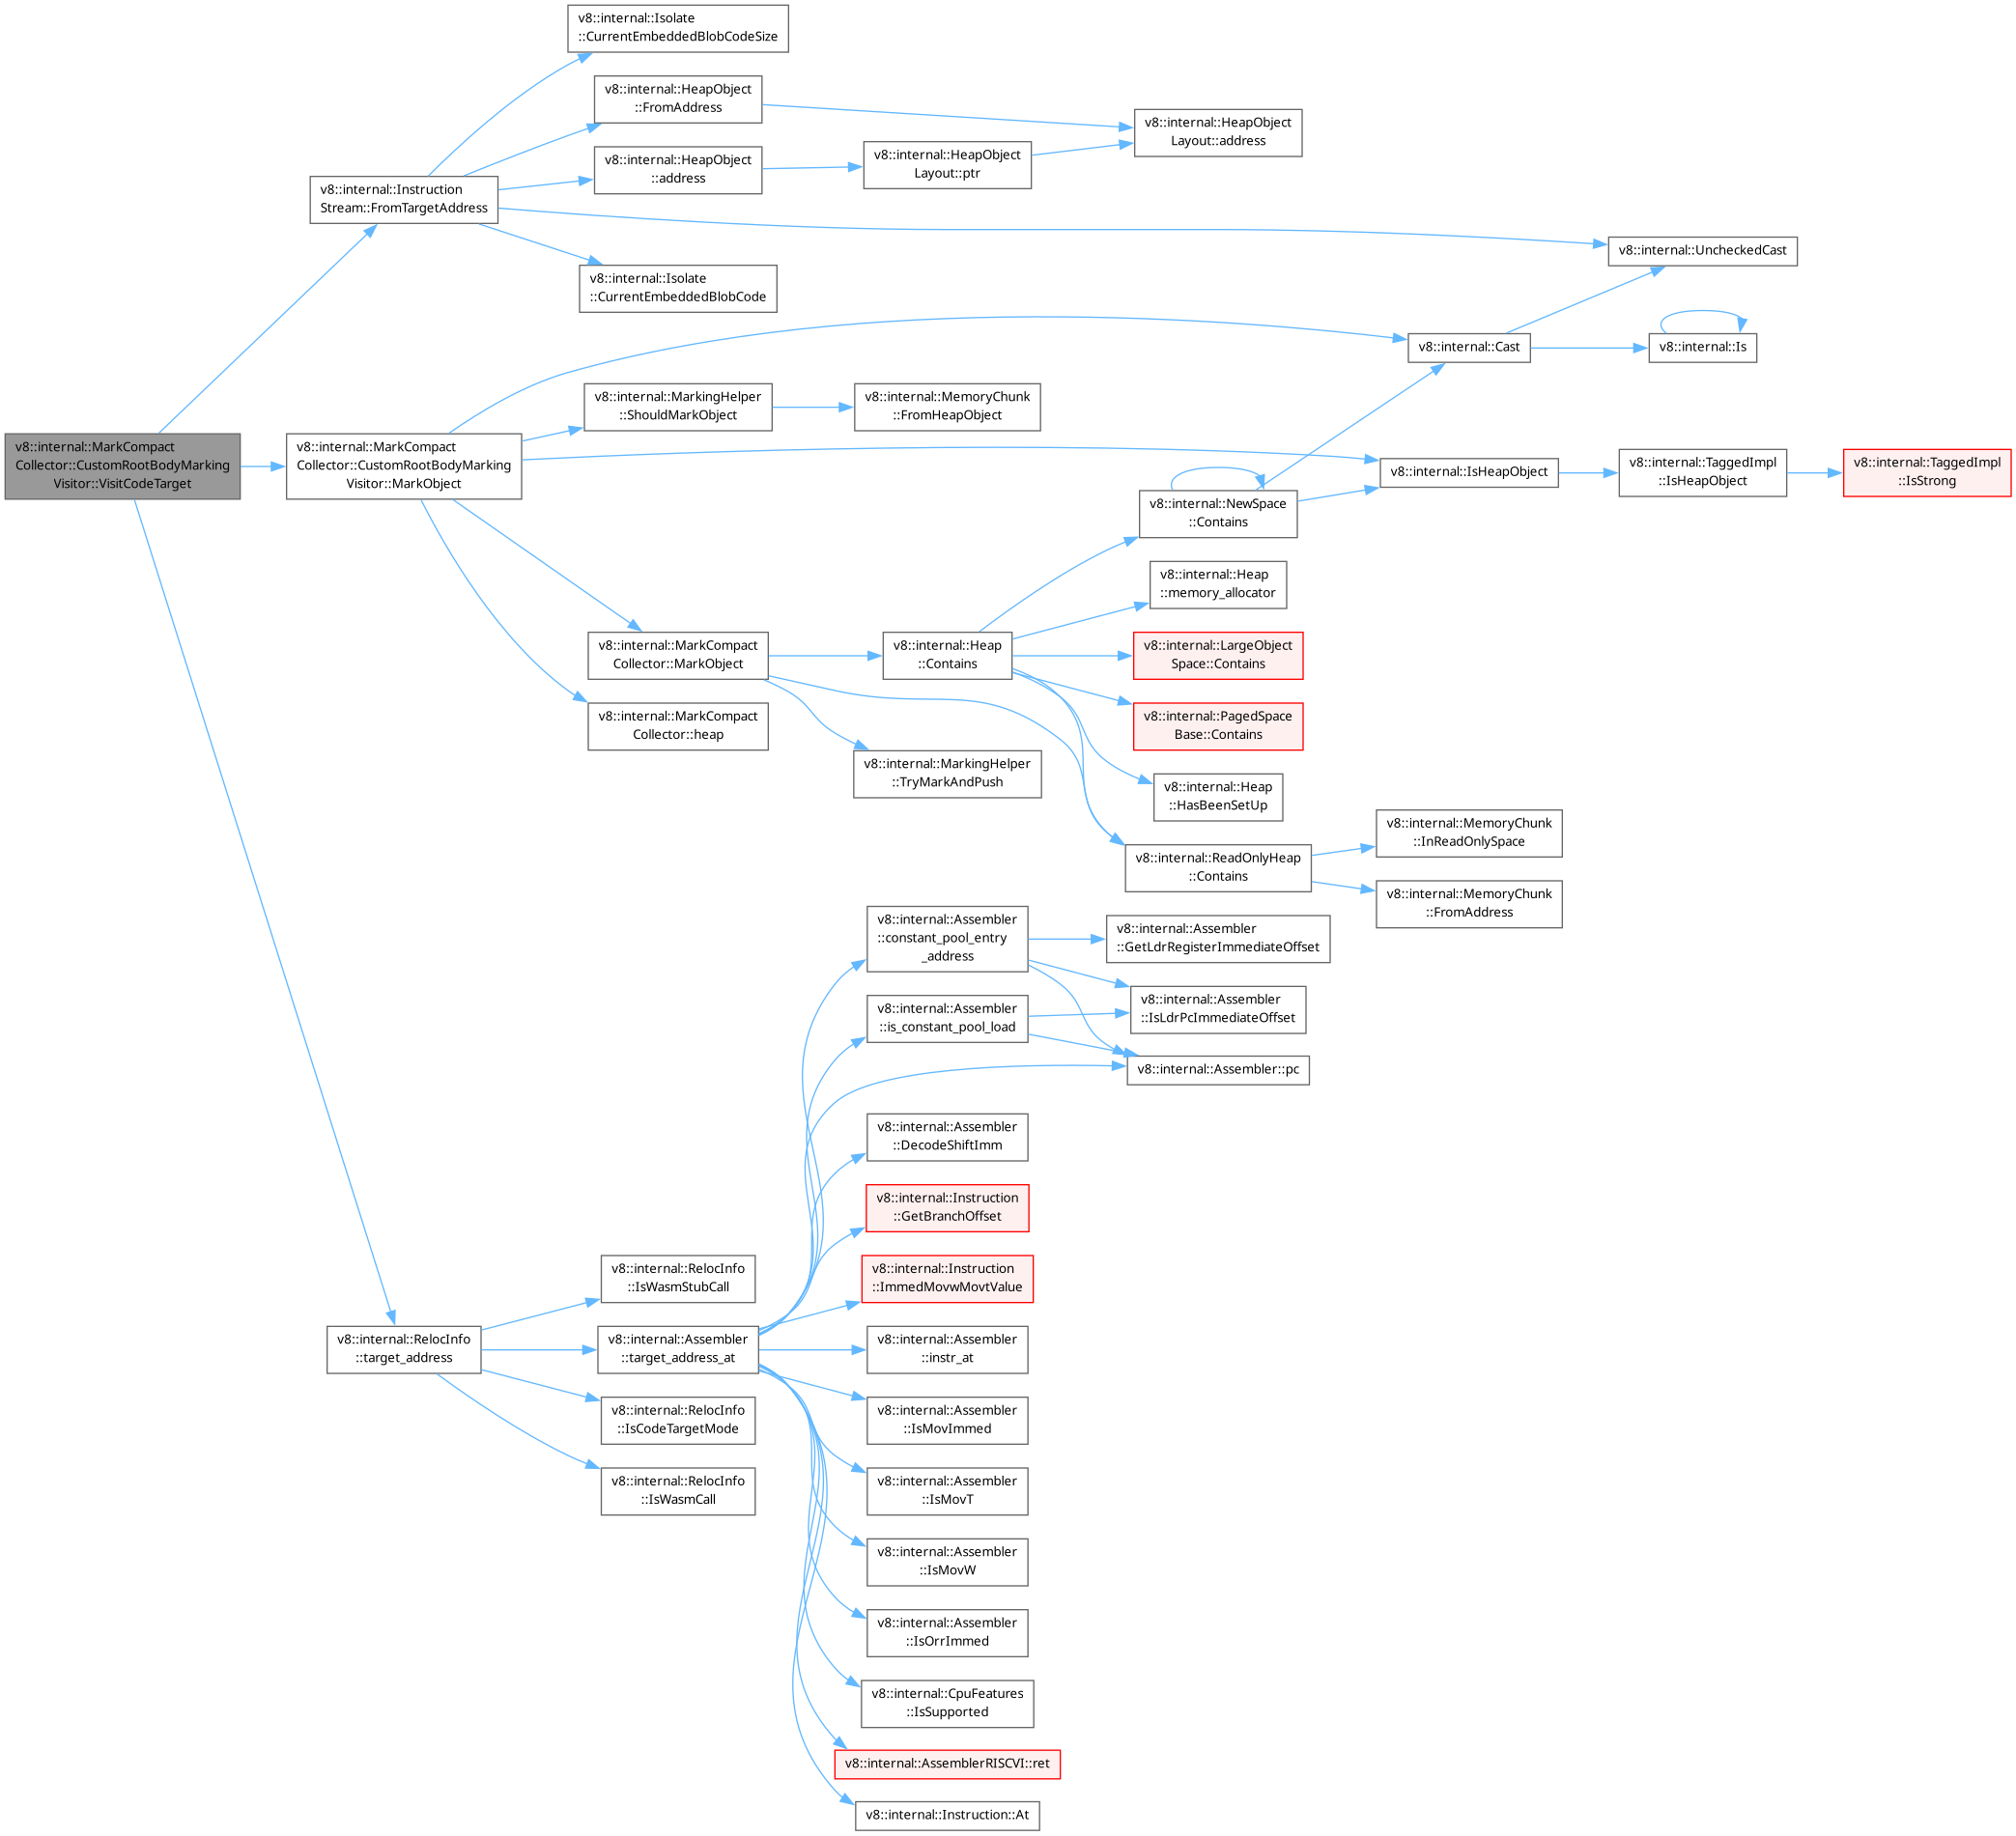 v8::internal::Isolate
::CurrentEmbeddedBlobCodeSize
v8::internal::HeapObject
::FromAddress
v8::internal::HeapObject
Layout::address
v8::internal::HeapObject
::address
v8::internal::HeapObject
Layout::ptr
v8::internal::Instruction
Stream::FromTargetAddress
v8::internal::UncheckedCast
v8::internal::Isolate
::CurrentEmbeddedBlobCode
v8::internal::Cast
v8::internal::Is
v8::internal::MarkingHelper
::ShouldMarkObject
v8::internal::MemoryChunk
::FromHeapObject
v8::internal::MarkCompact
Collector::CustomRootBodyMarking
Visitor::VisitCodeTarget
v8::internal::MarkCompact
Collector::CustomRootBodyMarking
Visitor::MarkObject
v8::internal::IsHeapObject
v8::internal::TaggedImpl
::IsHeapObject
v8::internal::TaggedImpl
::IsStrong
v8::internal::NewSpace
::Contains
v8::internal::Heap
::memory_allocator
v8::internal::MarkCompact
Collector::MarkObject
v8::internal::Heap
::Contains
v8::internal::LargeObject
Space::Contains
v8::internal::MarkCompact
Collector::heap
v8::internal::PagedSpace
Base::Contains
v8::internal::MarkingHelper
::TryMarkAndPush
v8::internal::Heap
::HasBeenSetUp
v8::internal::MemoryChunk
::InReadOnlySpace
v8::internal::ReadOnlyHeap
::Contains
v8::internal::MemoryChunk
::FromAddress
v8::internal::Assembler
::constant_pool_entry
_address
v8::internal::Assembler
::GetLdrRegisterImmediateOffset
v8::internal::Assembler
::is_constant_pool_load
v8::internal::Assembler
::IsLdrPcImmediateOffset
v8::internal::Assembler::pc
v8::internal::Assembler
::DecodeShiftImm
v8::internal::Instruction
::GetBranchOffset
v8::internal::RelocInfo
::IsWasmStubCall
v8::internal::Instruction
::ImmedMovwMovtValue
v8::internal::RelocInfo
::target_address
v8::internal::Assembler
::target_address_at
v8::internal::Assembler
::instr_at
v8::internal::RelocInfo
::IsCodeTargetMode
v8::internal::Assembler
::IsMovImmed
v8::internal::RelocInfo
::IsWasmCall
v8::internal::Assembler
::IsMovT
v8::internal::Assembler
::IsMovW
v8::internal::Assembler
::IsOrrImmed
v8::internal::CpuFeatures
::IsSupported
v8::internal::AssemblerRISCVI::ret
v8::internal::Instruction::At